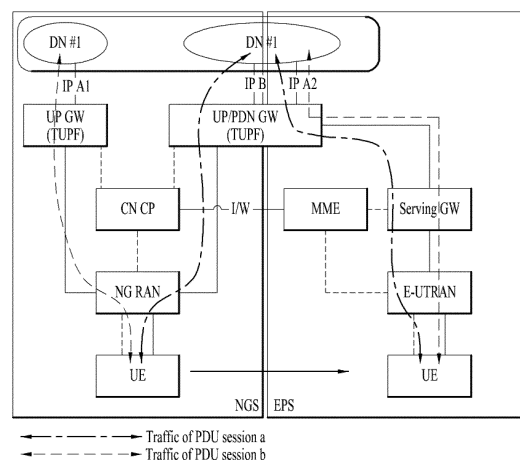 DN #1
DN #1
IP A1
IP B
IP A2
UP GW
(TUPF)
UP/PDN GW
(TUPF)
CN CP
I/W
MME
Serving GW
NG RAN
E-UTRAN
UE
UE
NGS
EPS
Traffic of PDU session a
Traffic of PDU session b